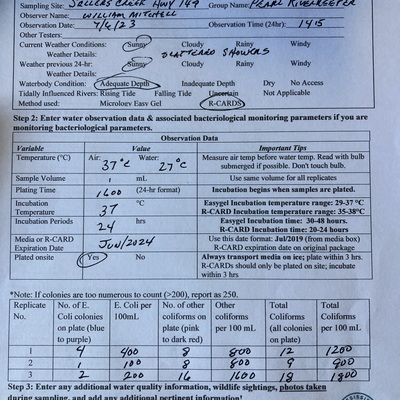 Sampling Site: Sellers Creek Hwy 149 Group Name: Pearl Riverkeeper
Observer Name: William Mitchell
Observation Date: 7/6/23 Observation Time (24hr): 1415
Other Testers:
Current Weather Conditions: Sunny Cloudy Rainy Windy
Weather Details: Scattered Showers
Weather previous 24-hr: Sunny Cloudy Rainy Windy
Weather Details:
Waterbody Condition: Adequate Depth Inadequate Depth Dry No Access
Tidally Influenced Rivers: Rising Tide Falling Tide Uncertain Not Applicable
Method used: Micrology Easy Gel R-CARDS
Step 2: Enter water observation data & associated bacteriological monitoring parameters if you are
monitoring bacteriological parameters.
Observation Data
Variable Value Important Tips
Temperature (°C) Air: 37°C Water: 27°C Measure air temp before water temp. Read with bulb
submerged if possible. Don't touch bulb.
Sample Volume 1 mL Use same volume for all replicates
Plating Time 1600 (24-hr format) Incubation begins when samples are plated.
Incubation Temperature 37 °C Easygel Incubation temperature range: 29-37 °C
R-CARD Incubation temperature range: 35-38°C
Incubation Periods 24 hrs Easygel Incubation time: 30-48 hours.
R-CARD Incubation time: 20-24 hours
Media or R-CARD Expiration Date Jun/2024 Use this date format: Jul/2019 (from media box)
R-CARD expiration date on original package
Plated onsite Yes No Always transport media on ice; plate within 3 hrs.
R-CARDs should only be plated on site; incubate
within 3 hrs
*Note: If colonies are too numerous to count (>200), report as 250.
Replicate No. No. of E. Coli colonies on plate (blue to purple) E. Coli per 100mL No. of other coliforms on plate (pink to dark red) Other coliforms per 100 mL Total Coliforms (all colonies on plate) Total Coliforms per 100 mL
1 4 400 8 800 12 1200
2 1 100 8 800 9 900
3 2 200 16 1600 18 1800
Step 3: Enter any additional water quality information, wildlife sightings, photos taken
during sampling, and add any additional pertinent information!